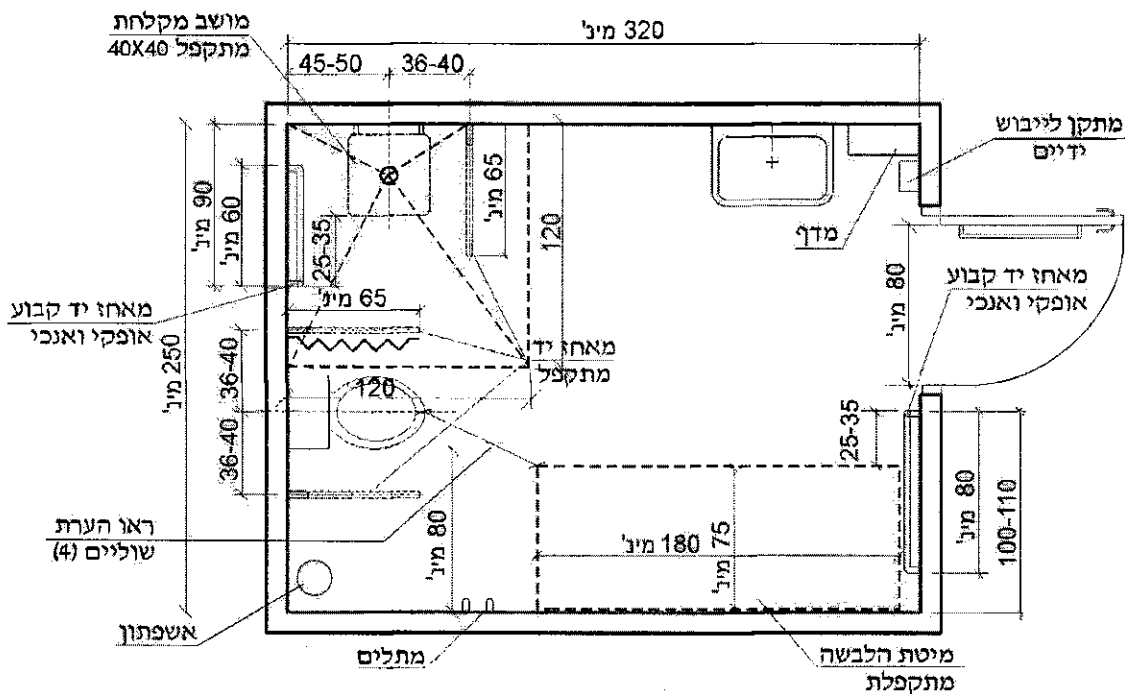 מושב מקלחת
מתקפל 40X40
320 מינ'
45-50
36-40
מתקן לייבוש
ידיים
מדף
250 מינ'
90 מינ'
60 מינ'
25-35
65 מינ'
120
65 מינ'
80 מינ'
מאחז יד קבוע
אופקי ואנכי
מאחז יד קבוע
אופקי ואנכי
מאחז יד
מתקפל
36-40
36-40
120
25-35
80 מינ'
100-110
80 מינ'
180 מינ'
75 מינ'
ראו הערת
שוליים (4)
אשפתון
מתלים
מיטת הלבשה
מתקפלת